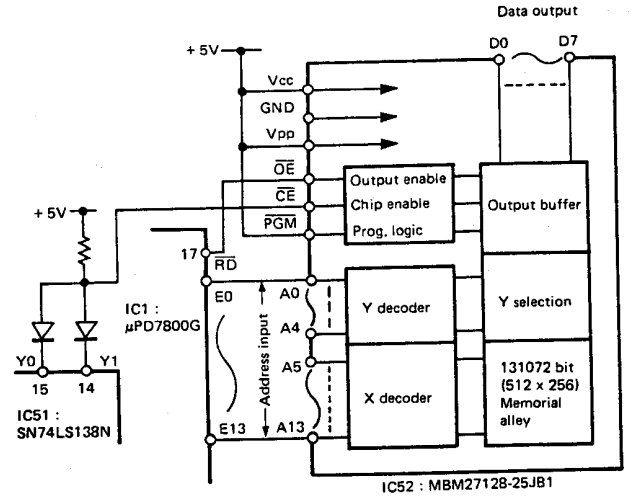 Data output
D0 D7
+ 5V
Vcc
GND
Vpp
OE
CE
PGM
Output enable
Chip enable
Prog. logic
Output buffer
+ 5V
17
RD
IC1 :
μPD7800G
E0
E13
Address input
A0
A4
A5
A13
Y decoder
X decoder
Y selection
131072 bit
(512 x 256)
Memorial
alley
Y0 Y1
15 14
IC51 :
SN74LS138N
IC52 : MBM27128-25JB1